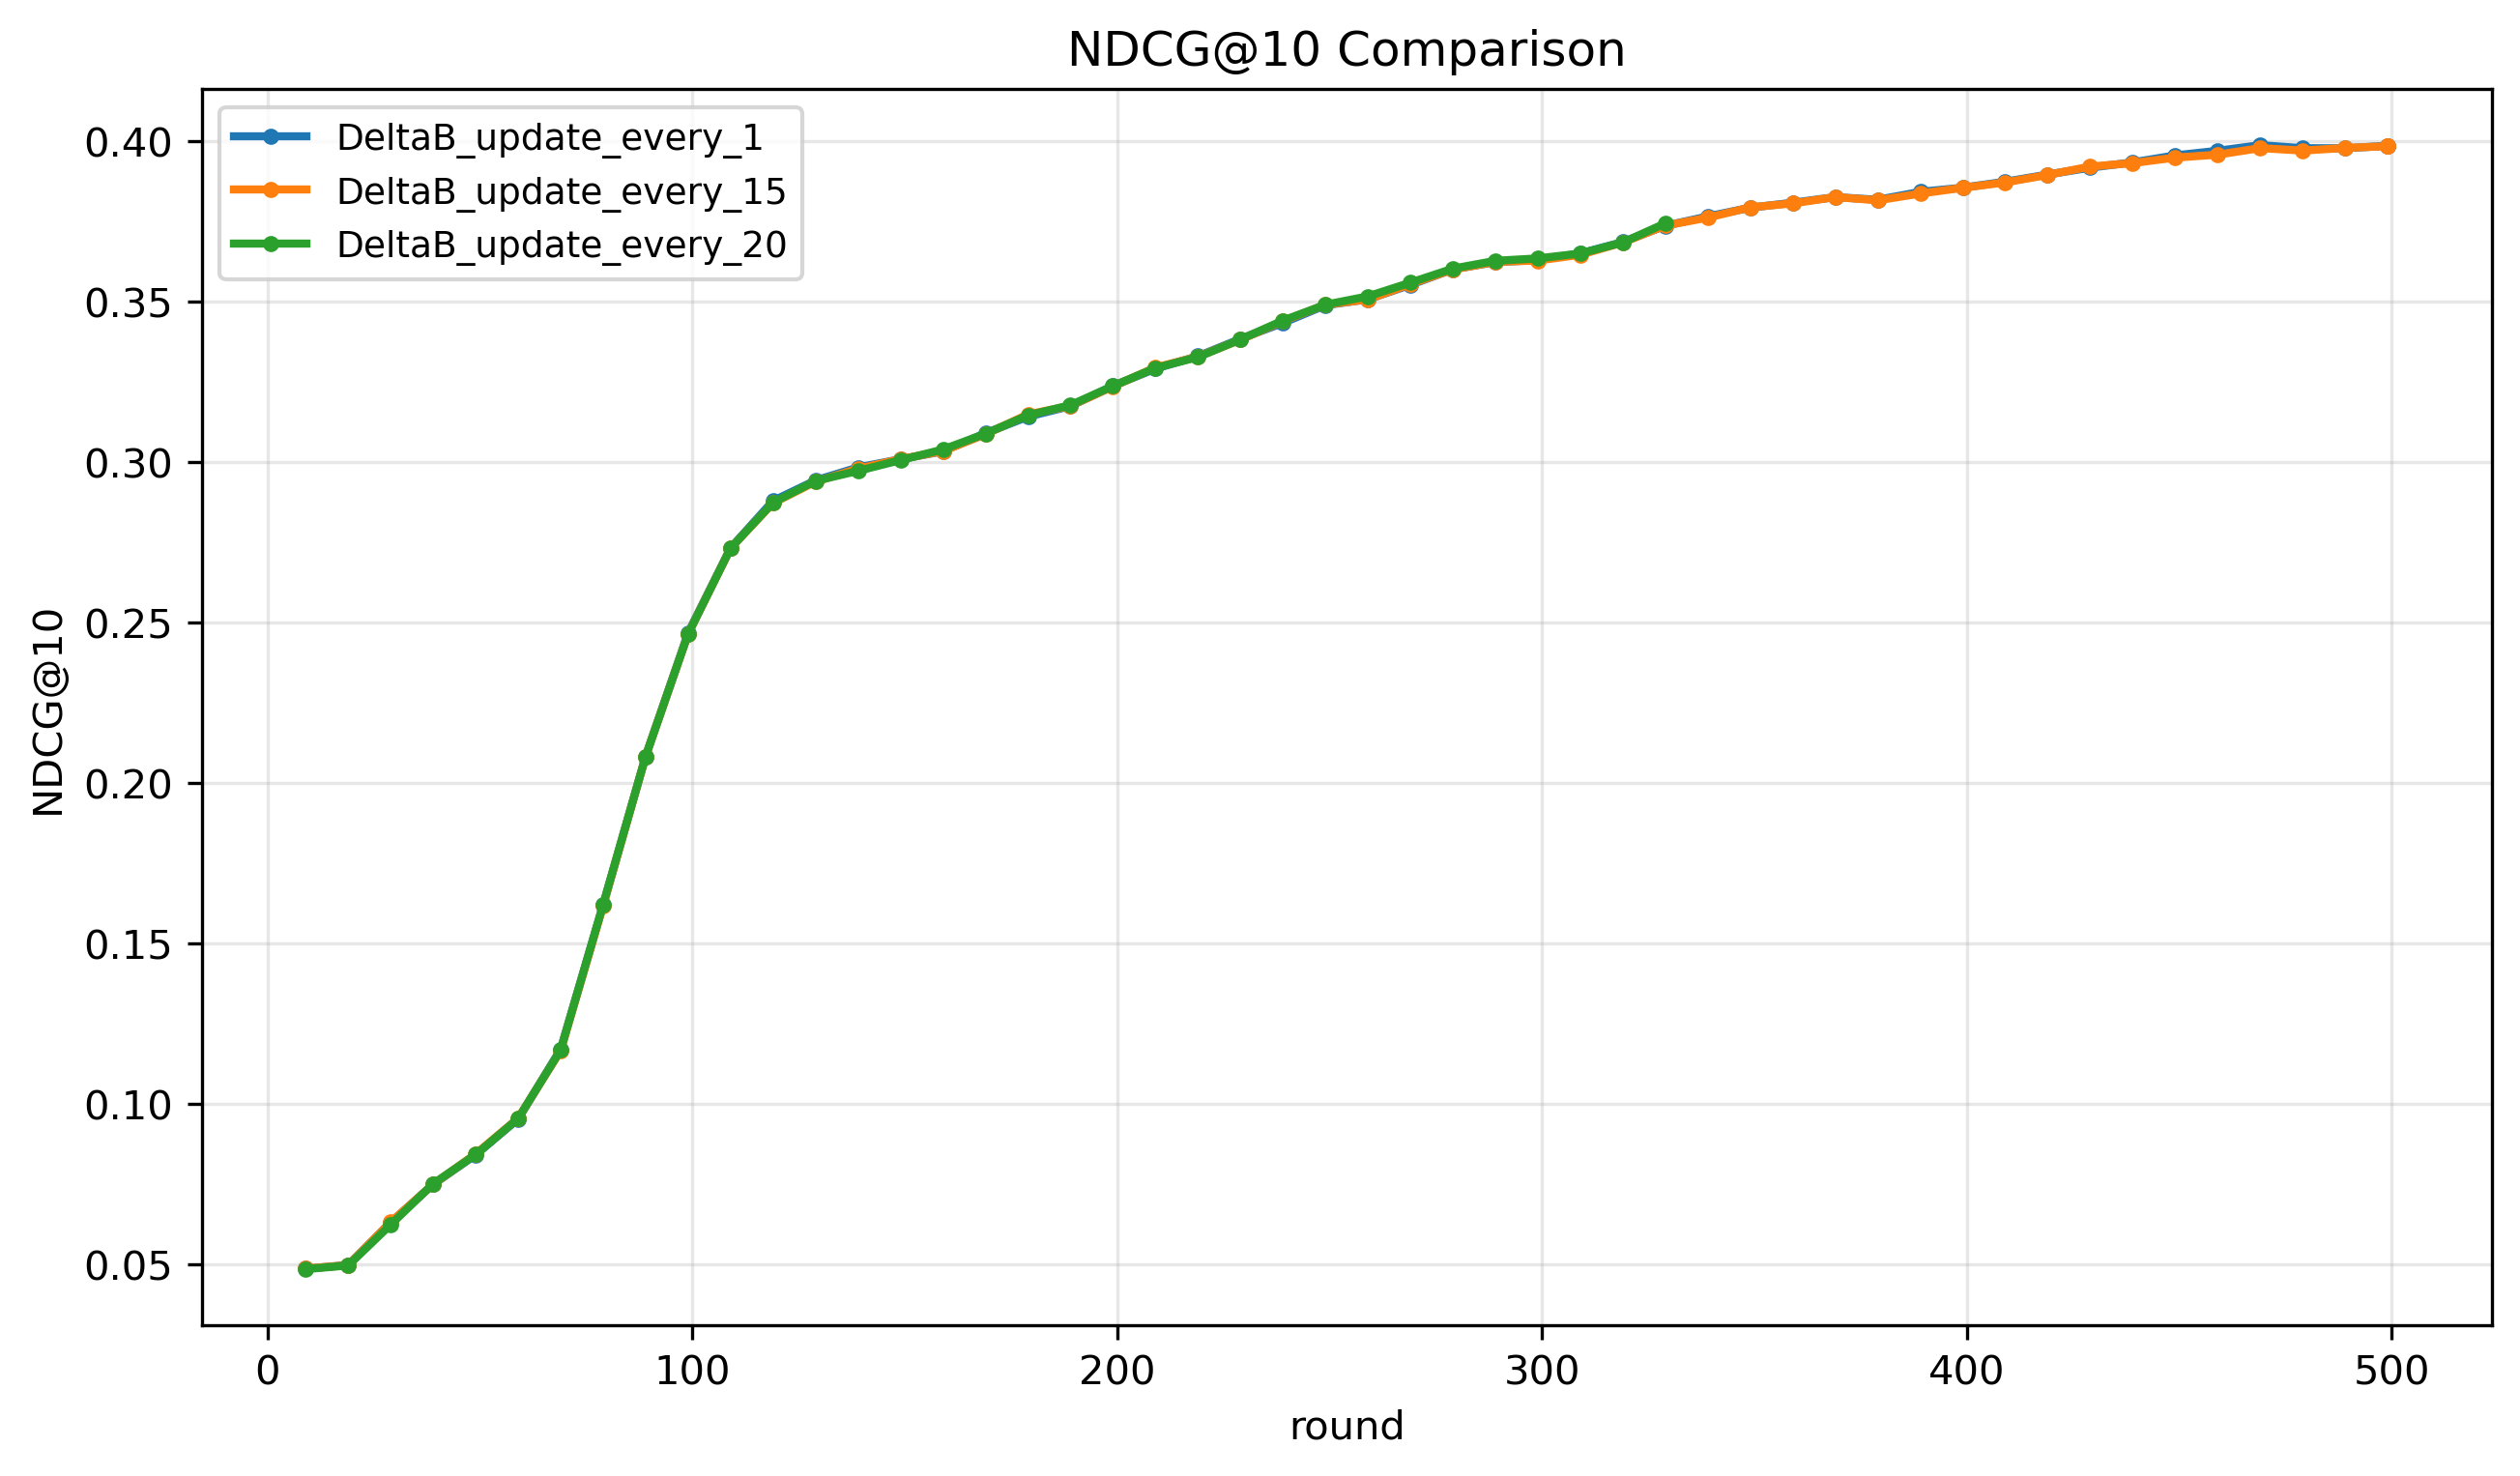 NDCG@10 Comparison
DeltaB_update_every_1
DeltaB_update_every_15
DeltaB_update_every_20
NDCG@10
0.40
0.35
0.30
0.25
0.20
0.15
0.10
0.05
0 100 200 300 400 500
round